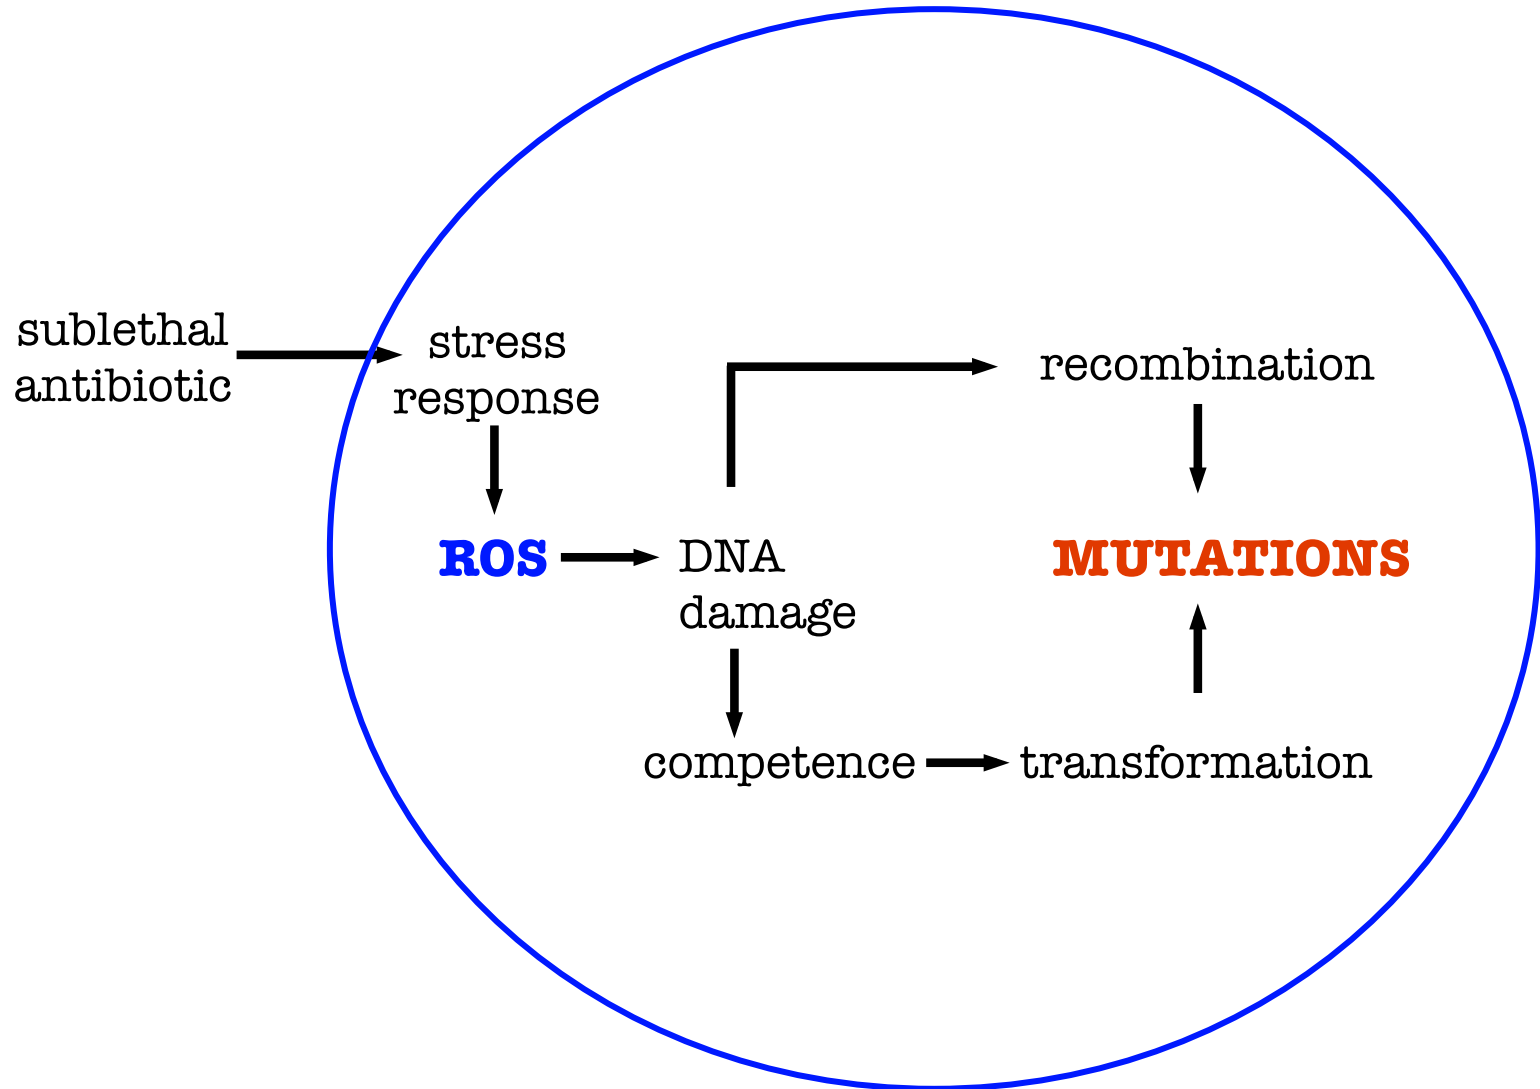 sublethal
antibiotic
stress
response
recombination
ROS
DNA
damage
MUTATIONS
competence
transformation